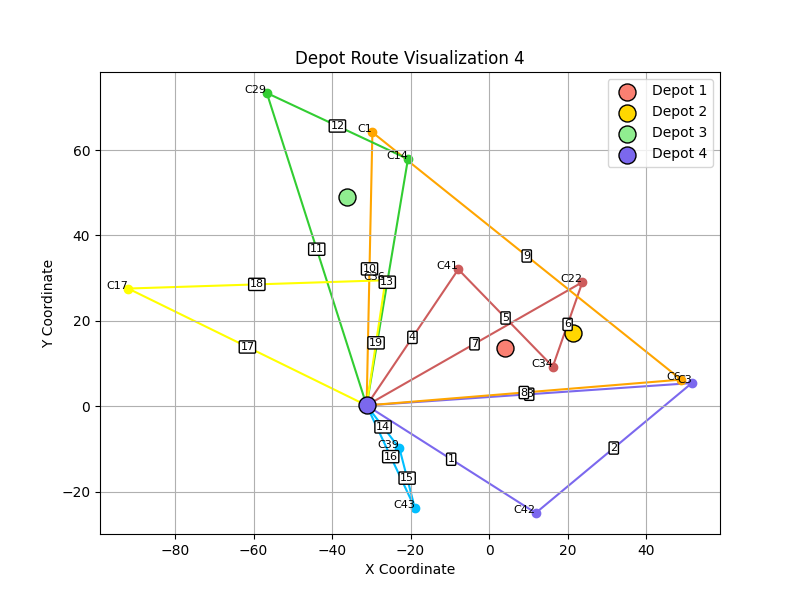 Depot Route Visualization 4
Depot 1
Depot 2
Depot 3
Depot 4
C29
12
C1
C14
11
9
C41
10
13
C17
18
C22
5
6
4
7
19
17
C34
C6
C3
8
14
C39
16
1
2
15
C43
C42
60
40
20
0
−20
−80
−60
−40
−20
0
20
40
X Coordinate
Y Coordinate